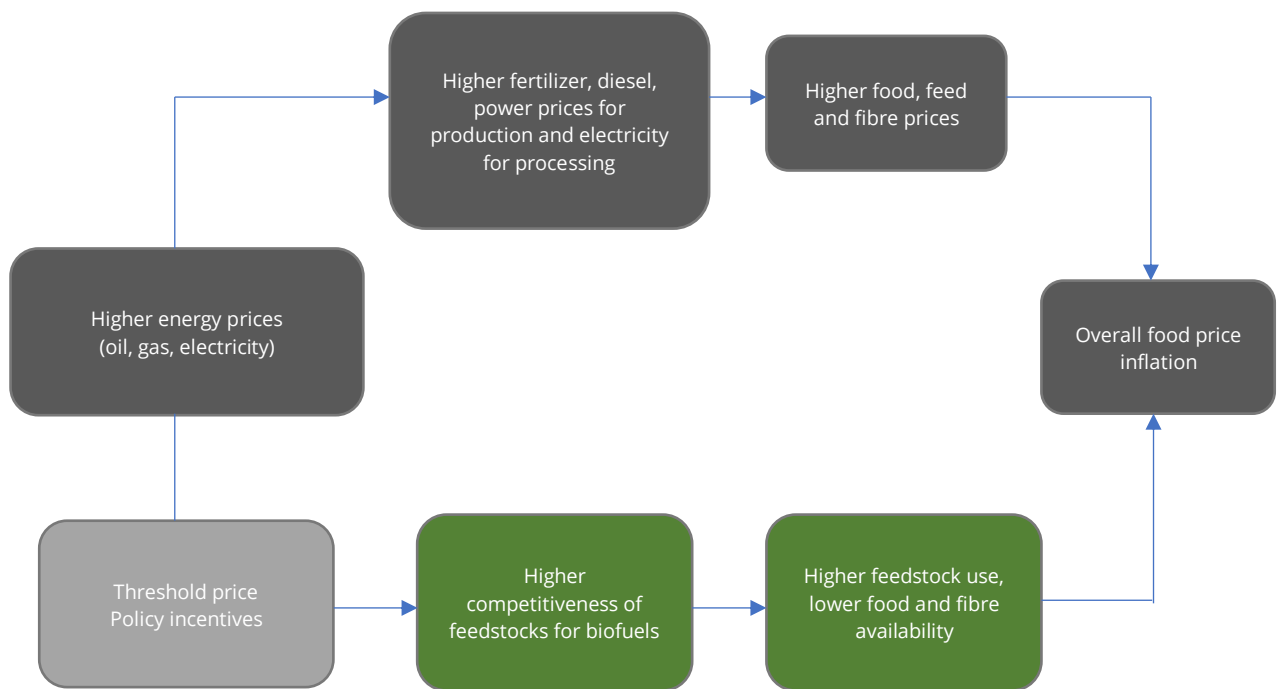 Higher fertilizer, diesel,
power prices for
production and electricity
for processing
Higher food, feed
and fibre prices
Higher energy prices
(oil, gas, electricity)
Overall food price
inflation
Threshold price
Policy incentives
Higher
competitiveness of
feedstocks for biofuels
Higher feedstock use,
lower food and fibre
availability